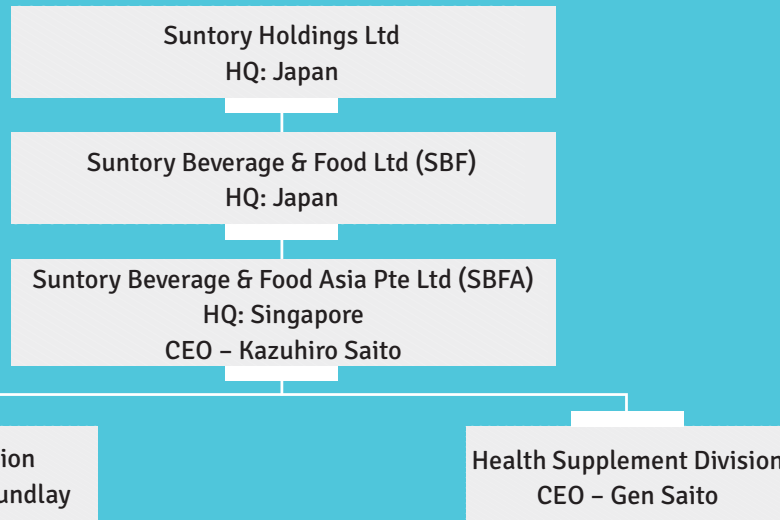 Suntory Holdings Ltd
HQ: Japan
Suntory Beverage & Food Ltd (SBF)
HQ: Japan
Suntory Beverage & Food Asia Pte Ltd (SBFA)
HQ: Singapore
CEO – Kazuhiro Saito
Health Supplement Division
CEO – Gen Saito